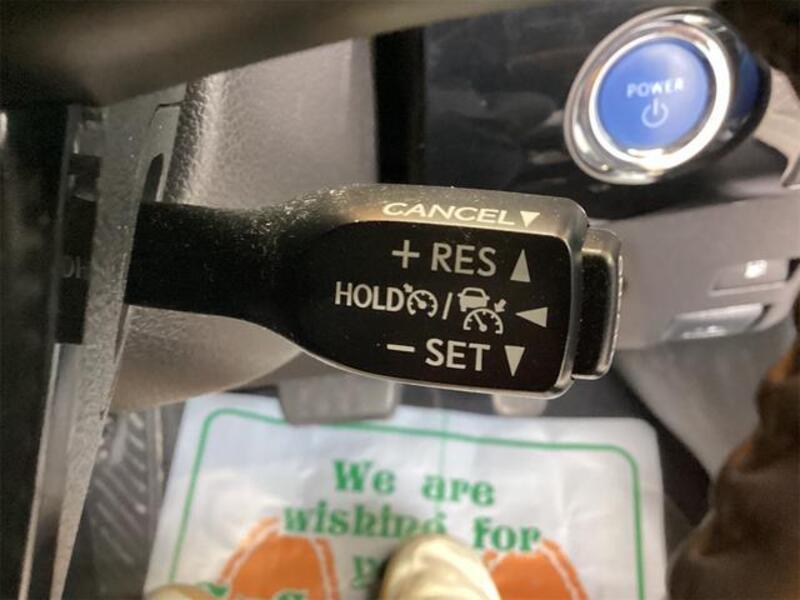 POWER
CANCEL▼
+ RES ▲
HOLD / ◀
− SET ▼
We are
wishing for